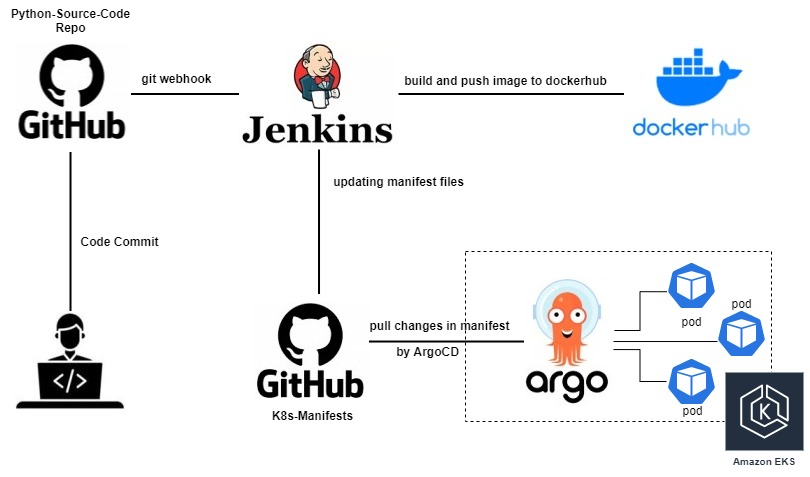 Python-Source-Code
Repo
GitHub
git webhook
Jenkins
build and push image to dockerhub
docker hub
updating manifest files
Code Commit
</>
GitHub
K8s-Manifests
pull changes in manifest
by ArgoCD
argo
pod
pod
pod
K
Amazon EKS